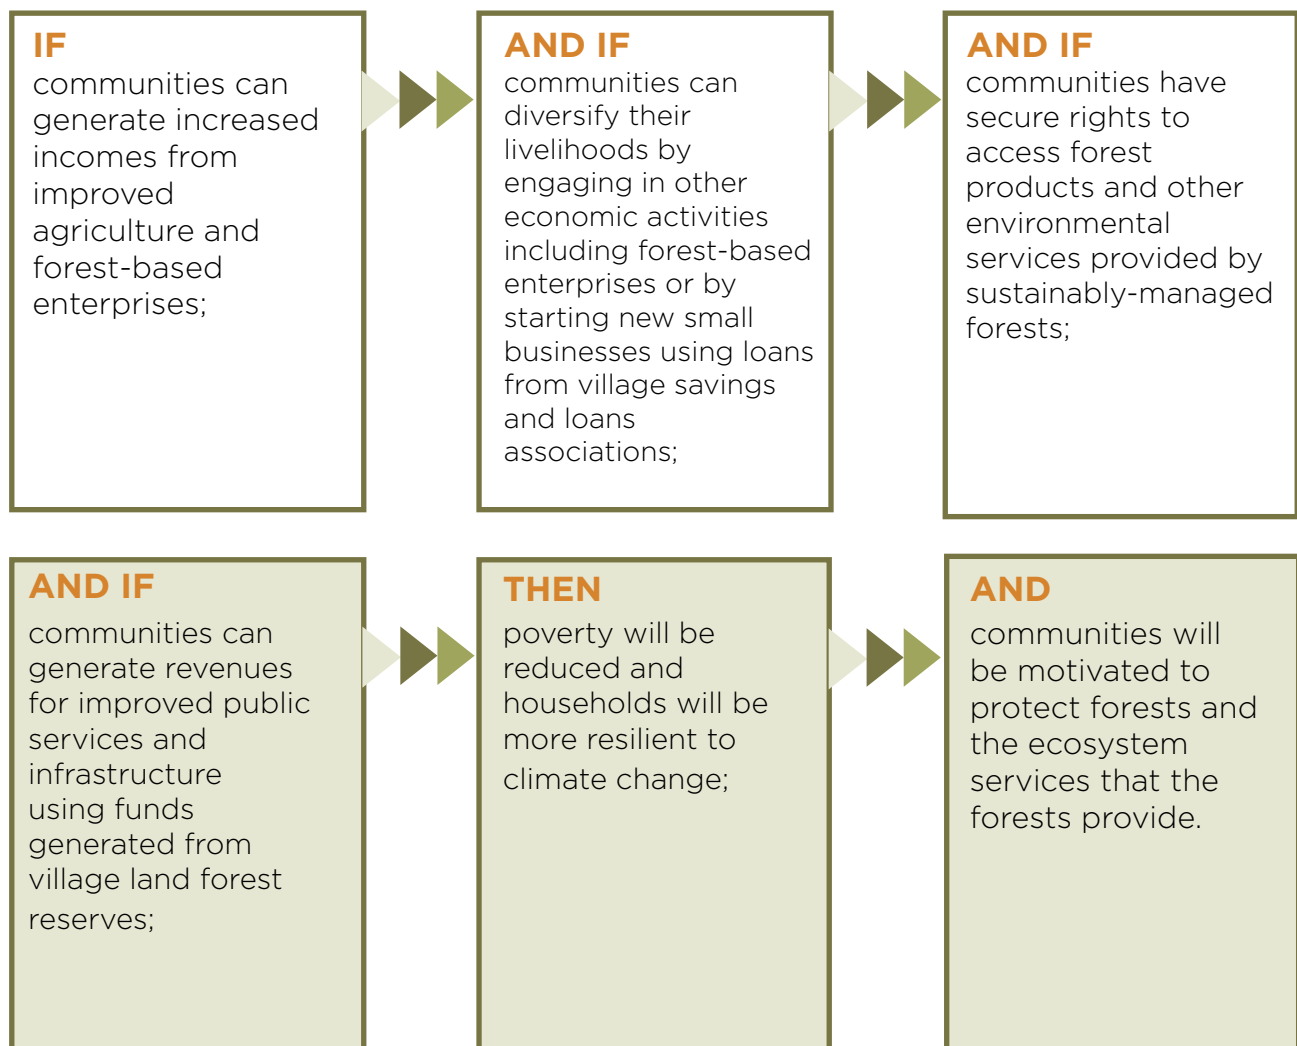 IF
communities can
generate increased
incomes from
improved
agriculture and
forest-based
enterprises;
AND IF
communities can
diversify their
livelihoods by
engaging in other
economic activities
including forest-based
enterprises or by
starting new small
businesses using loans
from village savings
and loans
associations;
AND IF
communities have
secure rights to
access forest
products and other
environmental
services provided by
sustainably-managed
forests;
AND IF
communities can
generate revenues
for improved public
services and
infrastructure
using funds
generated from
village land forest
reserves;
THEN
poverty will be
reduced and
households will be
more resilient to
climate change;
AND
communities will
be motivated to
protect forests and
the ecosystem
services that the
forests provide.